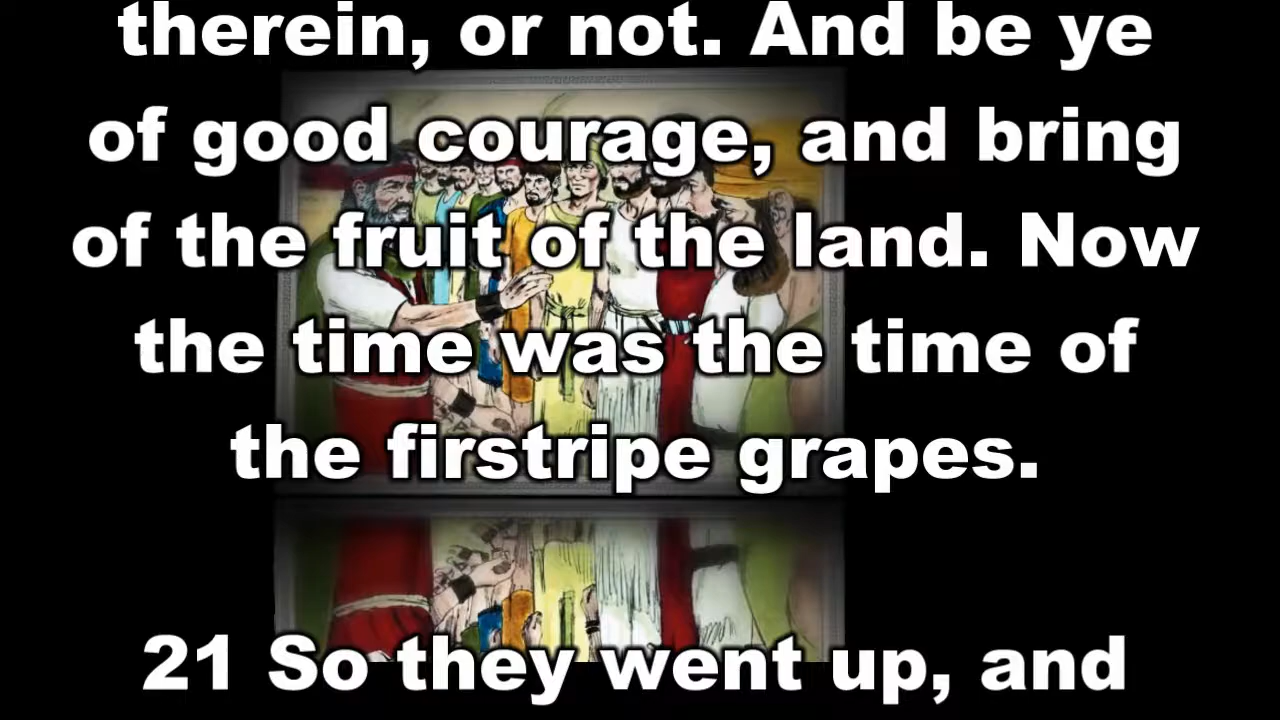 therein, or not. And be ye
of good courage, and bring
of the fruit of the land. Now
the time was the time of
the firstripe grapes.
21 So they went up, and